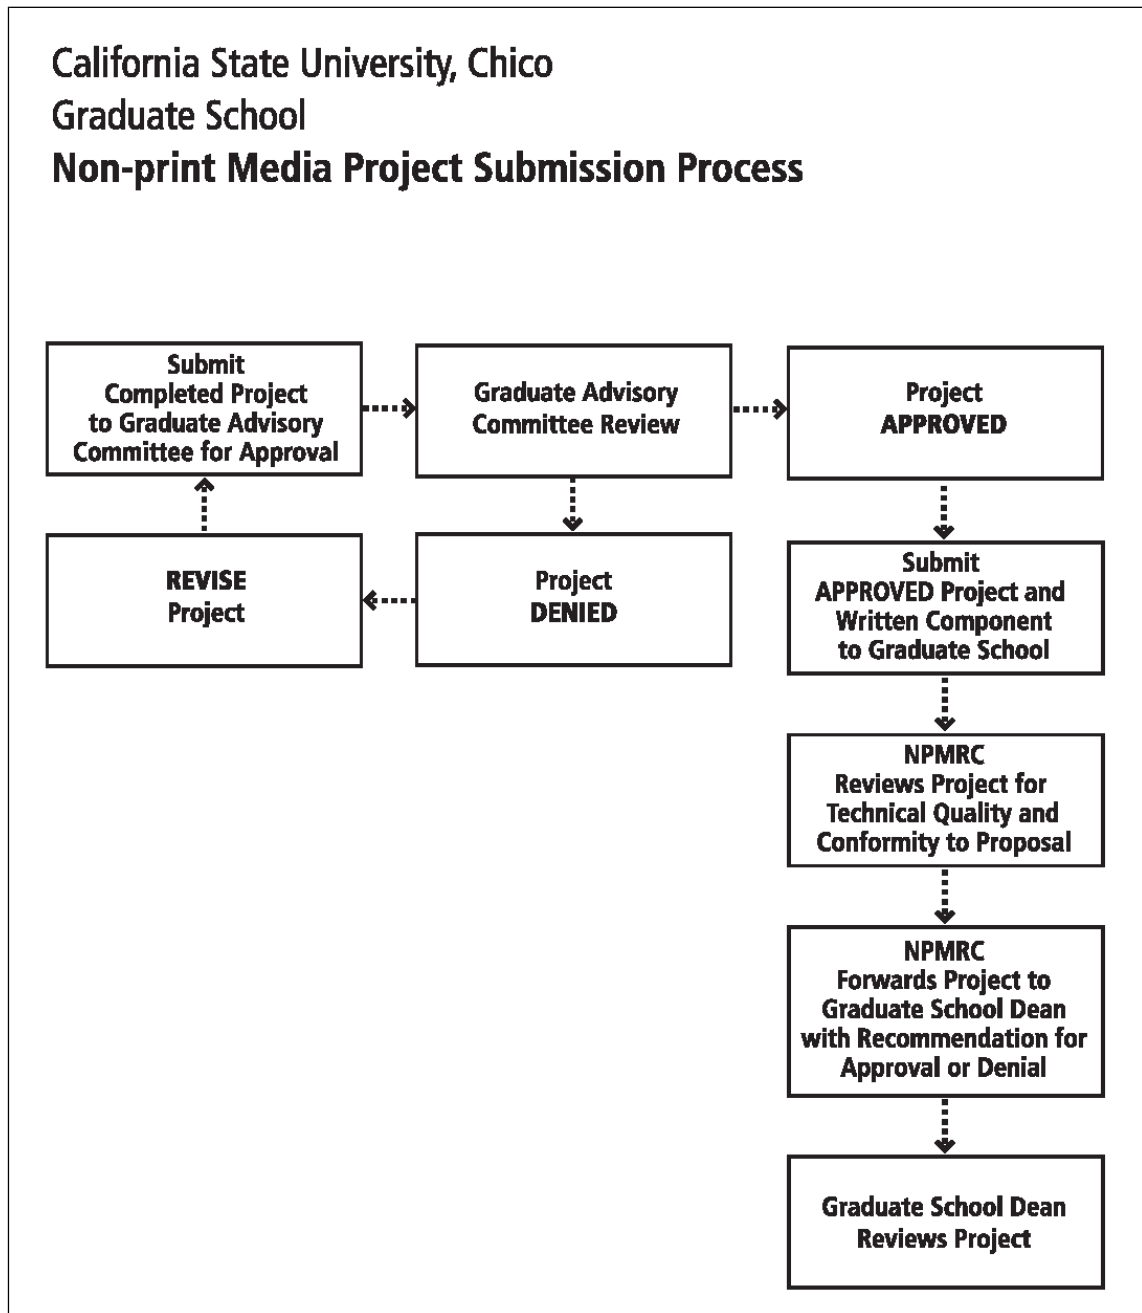 California State University, Chico
Graduate School
Non-print Media Project Submission Process
Submit
Completed Project
to Graduate Advisory
Committee for Approval
Graduate Advisory
Committee Review
Project
APPROVED
REVISE
Project
Project
DENIED
Submit
APPROVED Project and
Written Component
to Graduate School
NPMRC
Reviews Project for
Technical Quality and
Conformity to Proposal
NPMRC
Forwards Project to
Graduate School Dean
with Recommendation for
Approval or Denial
Graduate School Dean
Reviews Project